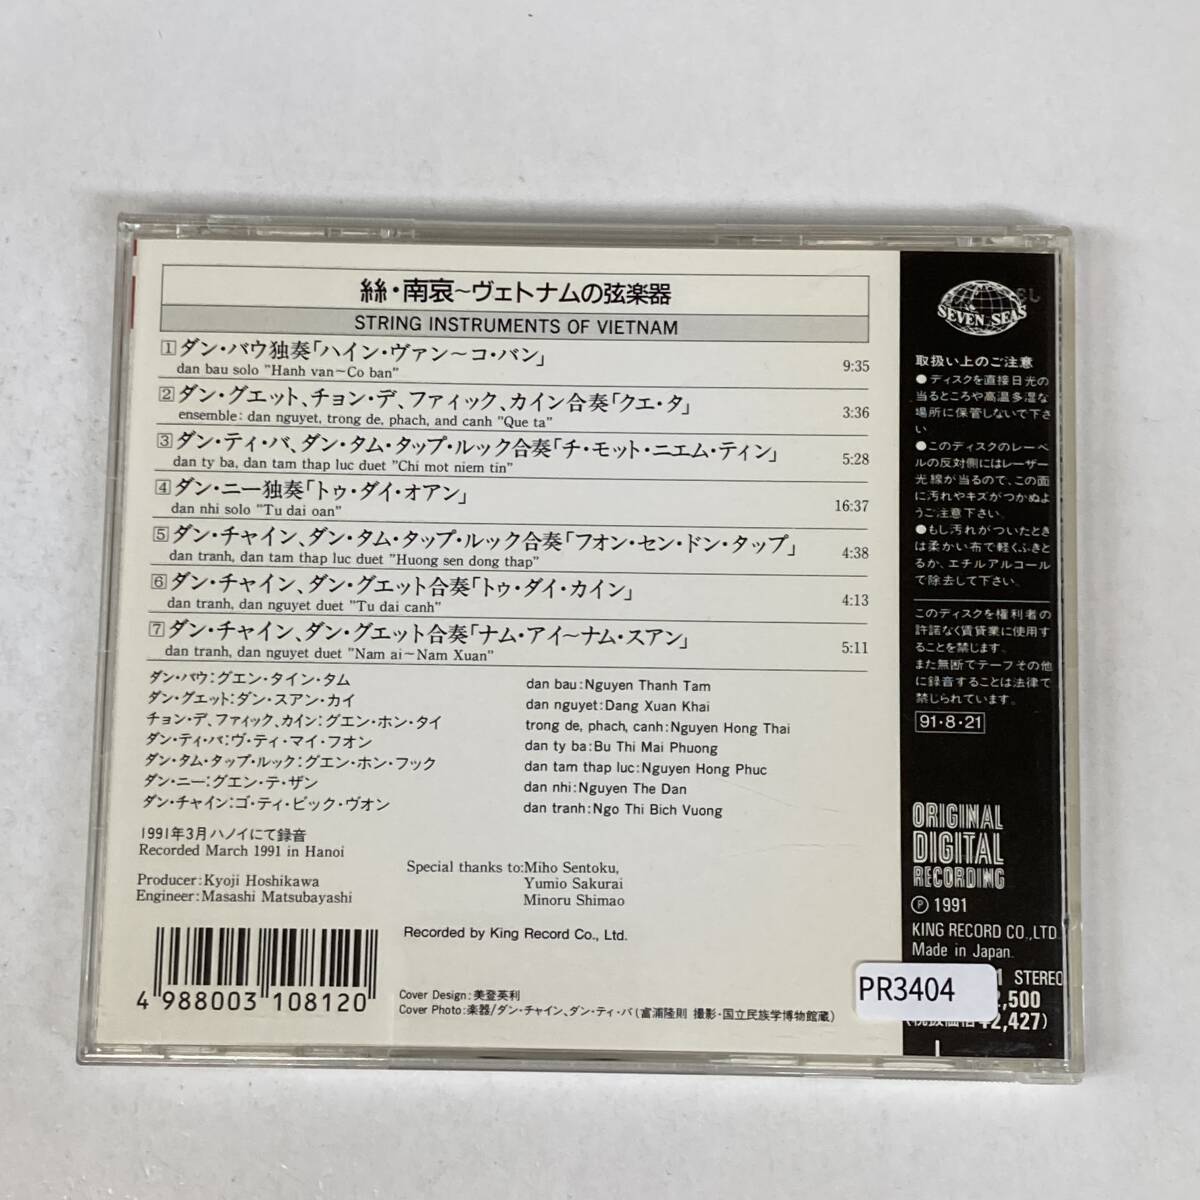 絲・南哀~ヴェトナムの弦楽器
STRING INSTRUMENTS OF VIETNAM
1 ダン・バウ独奏「ハイン・ヴァン~コ・バン」
dan bau solo "Hanh van~Co ban" 9:35
2 ダン・グエット、チョン・デ、ファィック、カイン合奏「クエ・タ」
ensemble: dan nguyet, trong de, phach, and canh "Que ta" 3:36
3 ダン・ティ・バ、ダン・タム・タップ・ルック合奏「チ・モット・ニエム・ティン」
dan ty ba, dan tam thap luc duet "Chi mot niem tin" 5:28
4 ダン・ニー独奏「トゥ・ダイ・オアン」
dan nhi solo "Tu dai oan" 16:37
5 ダン・チャイン、ダン・タム・タップ・ルック合奏「フオン・セン・ドン・タップ」
dan tranh, dan tam thap luc duet "Huong sen dong thap" 4:38
6 ダン・チャイン、ダン・グエット合奏「トゥ・ダイ・カイン」
dan tranh, dan nguyet duet "Tu dai canh" 4:13
7 ダン・チャイン、ダン・グエット合奏「ナム・アイ~ナム・スアン」
dan tranh, dan nguyet duet "Nam ai~Nam Xuan" 5:11
ダン・バウ:グエン・タイン・タム
ダン・グエット:ダン・スアン・カイ
チョン・デ、ファィック、カイン:グエン・ホン・タイ
ダン・ティ・バ:ヴ・ティ・マイ・フオン
ダン・タム・タップ・ルック:グエン・ホン・フック
ダン・ニー:グエン・テ・ザン
ダン・チャイン:ゴ・ティ・ビック・ヴオン
dan bau:Nguyen Thanh Tam
dan nguyet:Dang Xuan Khai
trong de, phach, canh:Nguyen Hong Thai
dan ty ba:Bu Thi Mai Phuong
dan tam thap luc:Nguyen Hong Phuc
dan nhi:Nguyen The Dan
dan tranh:Ngo Thi Bich Vuong
1991年3月ハノイにて録音
Recorded March 1991 in Hanoi
Producer:Kyoji Hoshikawa
Engineer:Masashi Matsubayashi
Special thanks to:Miho Sentoku,
Yumio Sakurai
Minoru Shimao
Recorded by King Record Co., Ltd.
4 988003 108120
Cover Design:美登英利
Cover Photo:楽器/ダン・チャイン、ダン・ティ・バ(富浦隆則 撮影・国立民族学博物館蔵)
SEVEN SEAS
取扱い上のご注意
●ディスクを直接日光の
当るところや高温多湿な
場所に保管しないで下さ
い
●このディスクのレーベ
ルの反対側にはレーザー
光線が当るので、この面
に汚れやキズがつかぬよ
うご注意下さい。
●もし汚れがついたとき
は柔かい布で軽くふきと
るか、エチルアルコール
で除去して下さい。
このディスクを権利者の
許諾なく賃貸業に使用す
ることを禁じます。
また無断でテープその他
に録音することは法律で
禁じられています。
91・8・21
ORIGINAL
DIGITAL
RECORDING
Ⓟ 1991
KING RECORD CO.,LTD.
Made in Japan.
1 STEREO
2,500
(税抜価格 ¥2,427)
PR3404